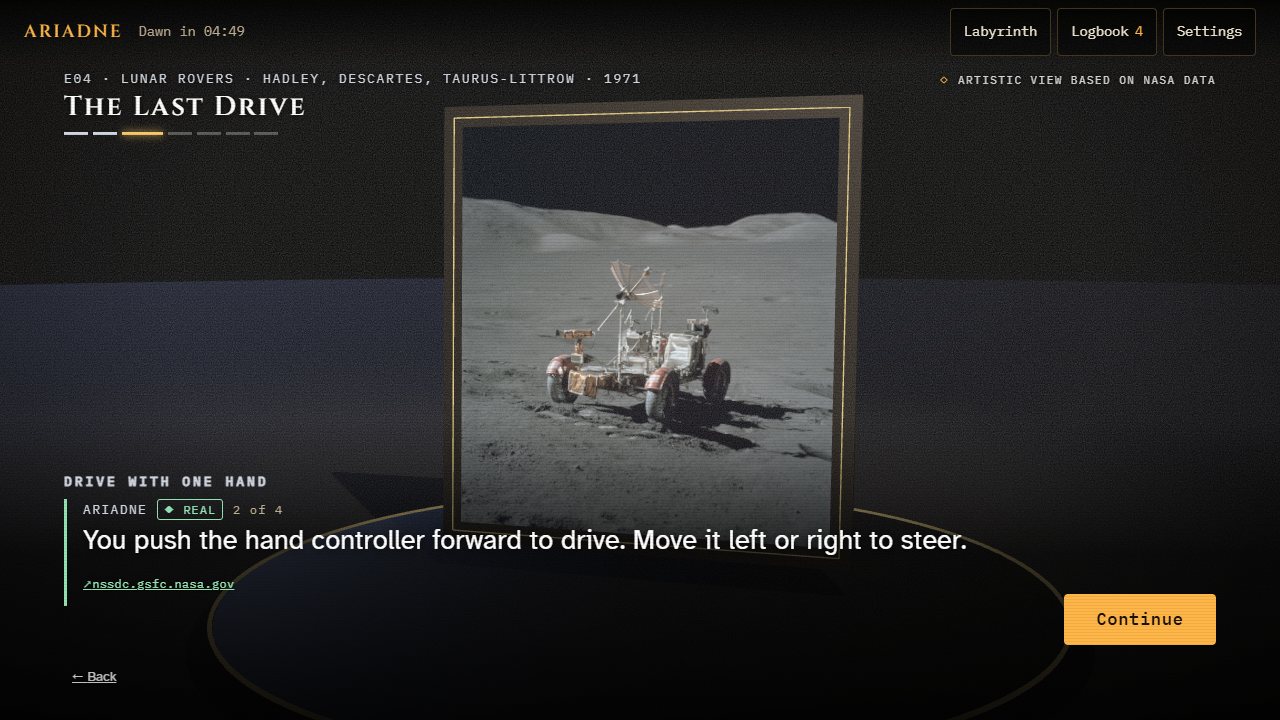 ARIADNE Dawn in 04:49
Labyrinth Logbook 4 Settings
E04 · LUNAR ROVERS · HADLEY, DESCARTES, TAURUS-LITTROW · 1971
◇ ARTISTIC VIEW BASED ON NASA DATA
The Last Drive
DRIVE WITH ONE HAND
ARIADNE ◆ REAL 2 of 4
You push the hand controller forward to drive. Move it left or right to steer.
↗nssdc.gsfc.nasa.gov
Continue
← Back